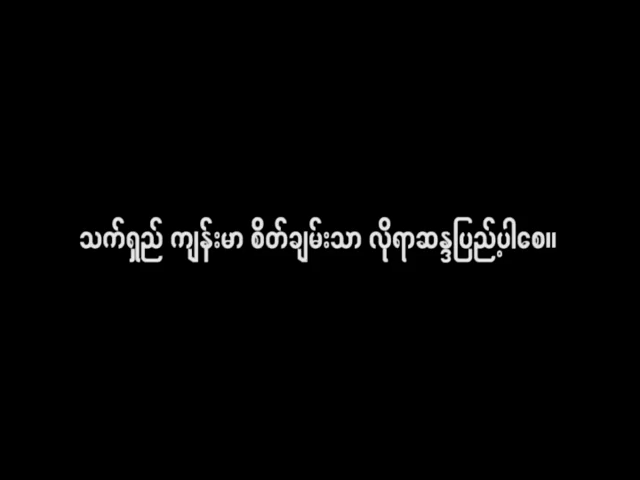 သက်ရှည် ကျန်းမာ စိတ်ချမ်းသာ လိုရာဆန္ဒပြည့်ပါစေ။